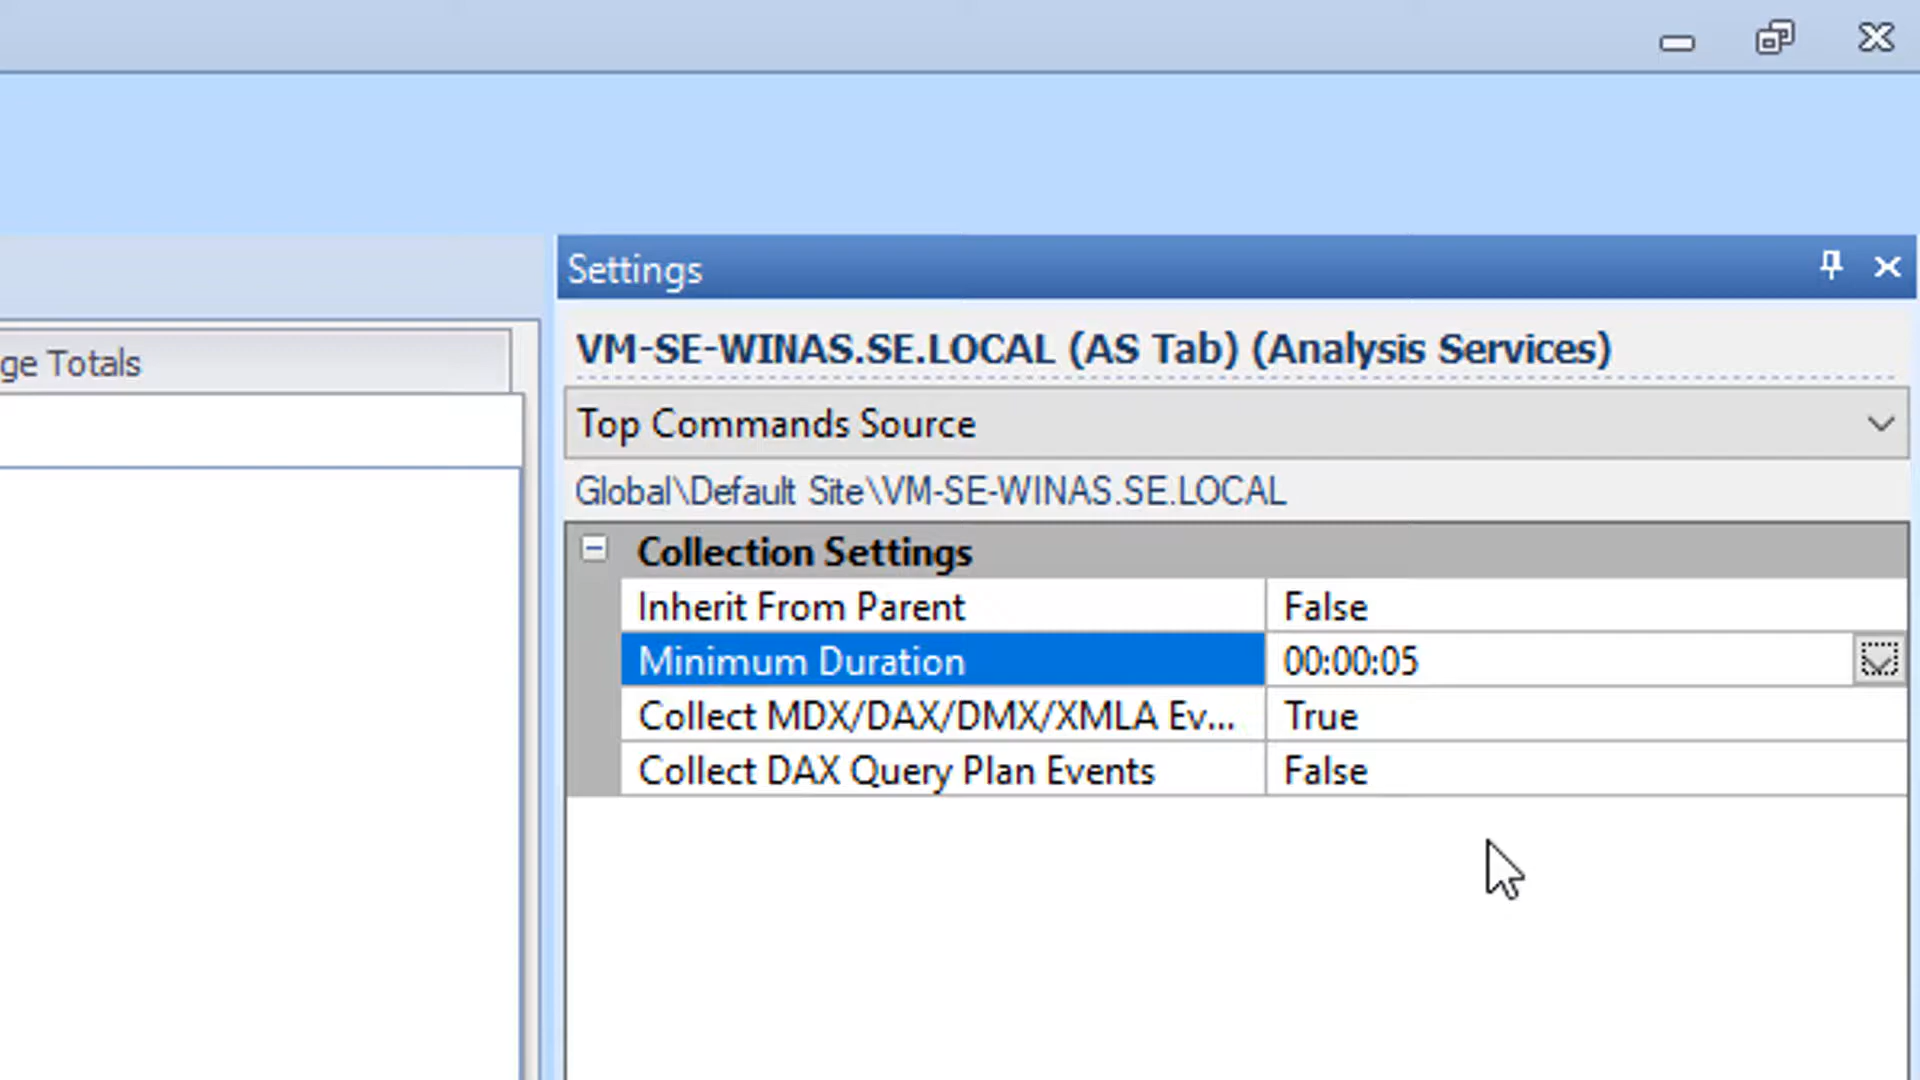 ge Totals
Settings
VM-SE-WINAS.SE.LOCAL (AS Tab) (Analysis Services)
Top Commands Source
Global\Default Site\VM-SE-WINAS.SE.LOCAL
Collection Settings
Inherit From Parent False
Minimum Duration 00:00:05
Collect MDX/DAX/DMX/XMLA Ev... True
Collect DAX Query Plan Events False